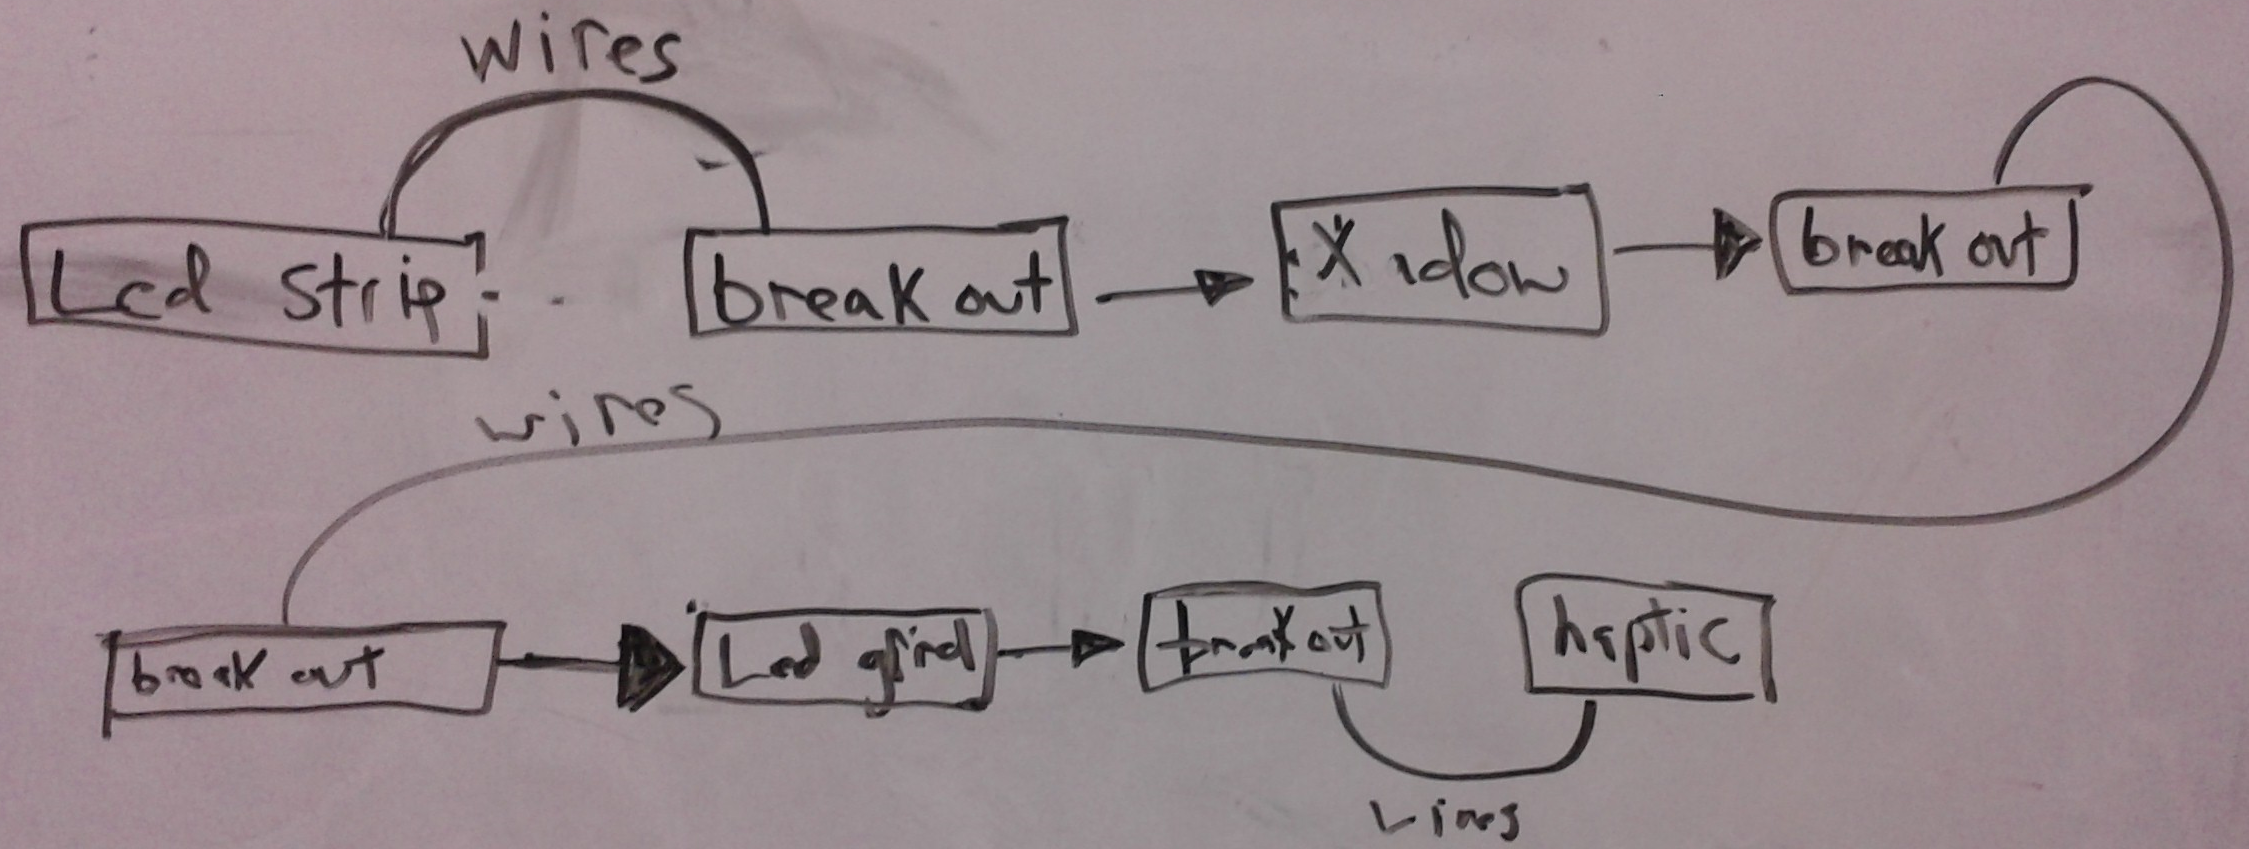 wires
Led strip break out X idow break out
wires
break out Led grid break out haptic
wires